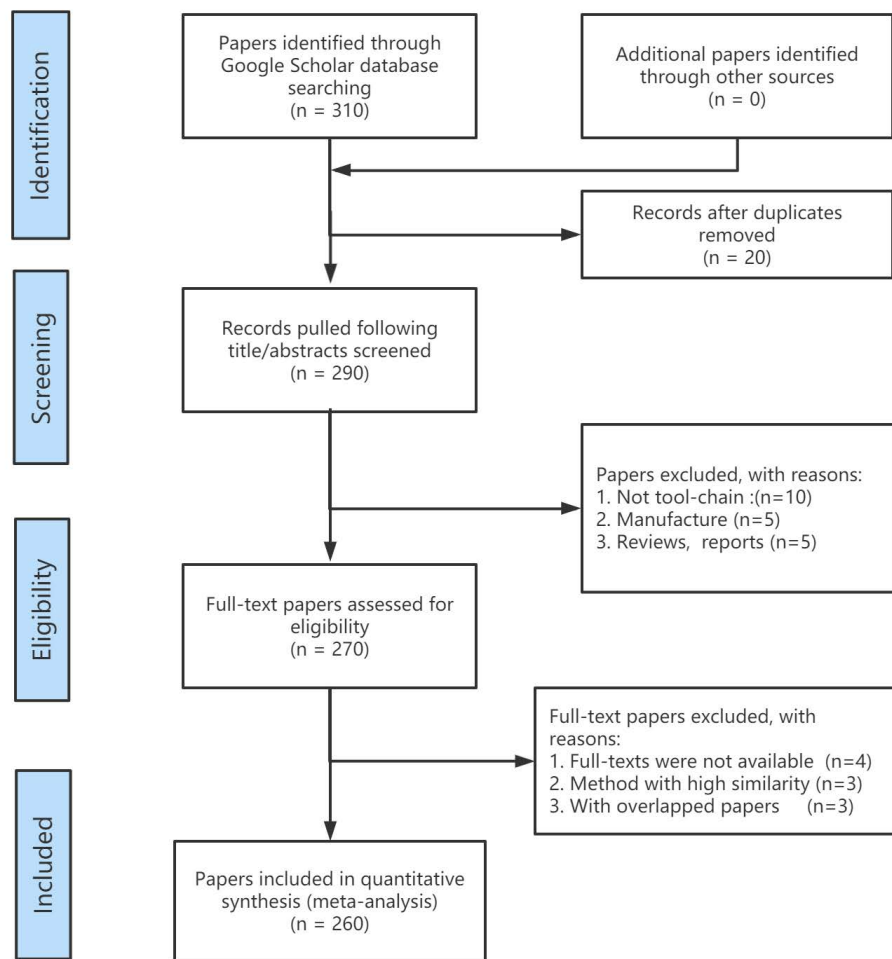 Identification
Papers identified through
Google Scholar database
searching
(n = 310)
Additional papers identified
through other sources
(n = 0)
Records after duplicates
removed
(n = 20)
Screening
Records pulled following
title/abstracts screened
(n = 290)
Papers excluded, with reasons:
1. Not tool-chain :(n=10)
2. Manufacture (n=5)
3. Reviews, reports (n=5)
Eligibility
Full-text papers assessed for
eligibility
(n = 270)
Full-text papers excluded, with
reasons:
1. Full-texts were not available (n=4)
2. Method with high similarity (n=3)
3. With overlapped papers (n=3)
Included
Papers included in quantitative
synthesis (meta-analysis)
(n = 260)